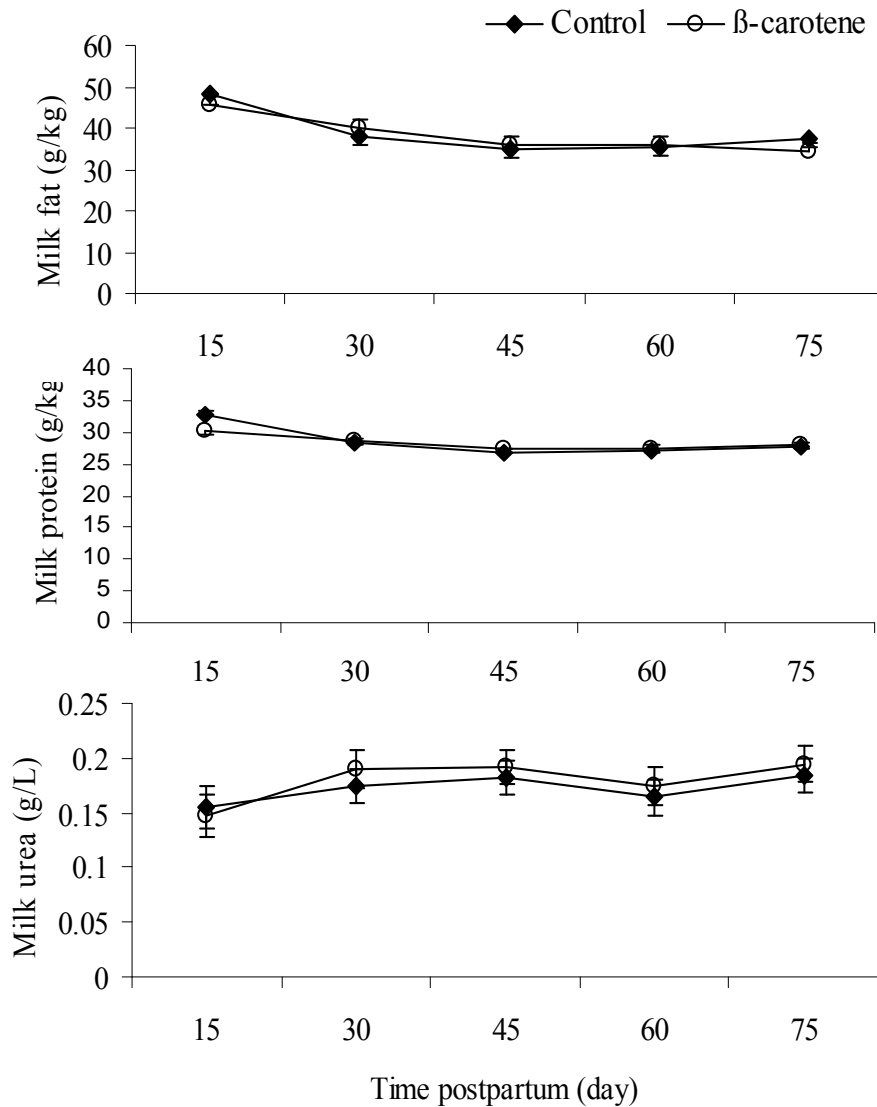 Control ß-carotene
Milk fat (g/kg)
60
50
40
30
20
10
0
15 30 45 60 75
Milk protein (g/kg
40
35
30
25
20
15
10
5
0
15 30 45 60 75
Milk urea (g/L)
0.25
0.2
0.15
0.1
0.05
0
15 30 45 60 75
Time postpartum (day)